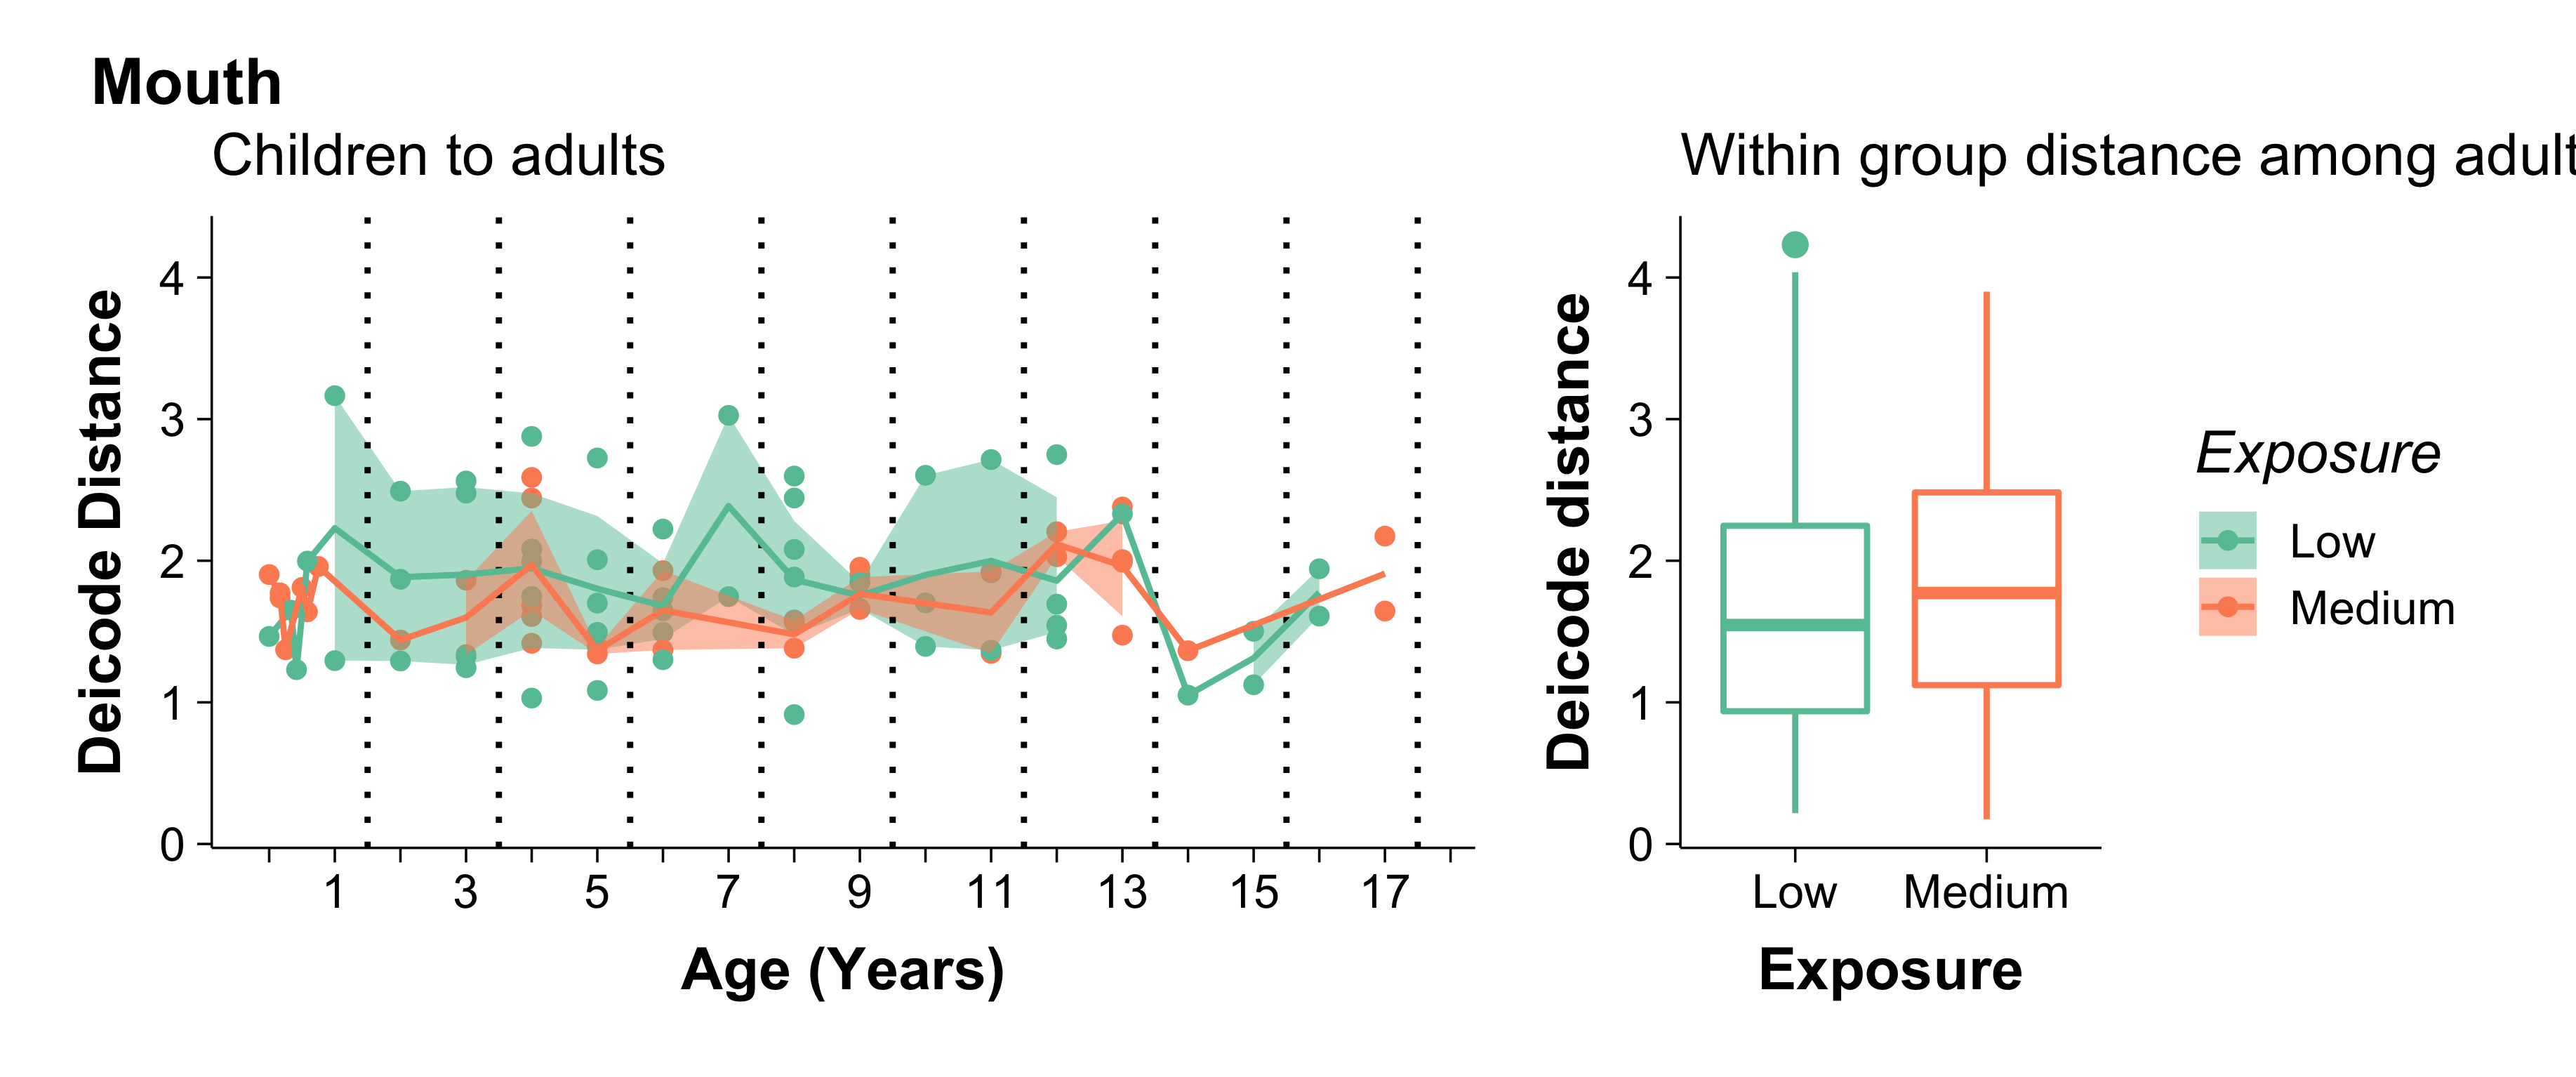 Mouth
Children to adults
Deicode Distance
4
3
2
1
0
1 3 5 7 9 11 13 15 17
Age (Years)
Within group distance among adult
Deicode distance
4
3
2
1
0
Low Medium
Exposure
Exposure
Low
Medium